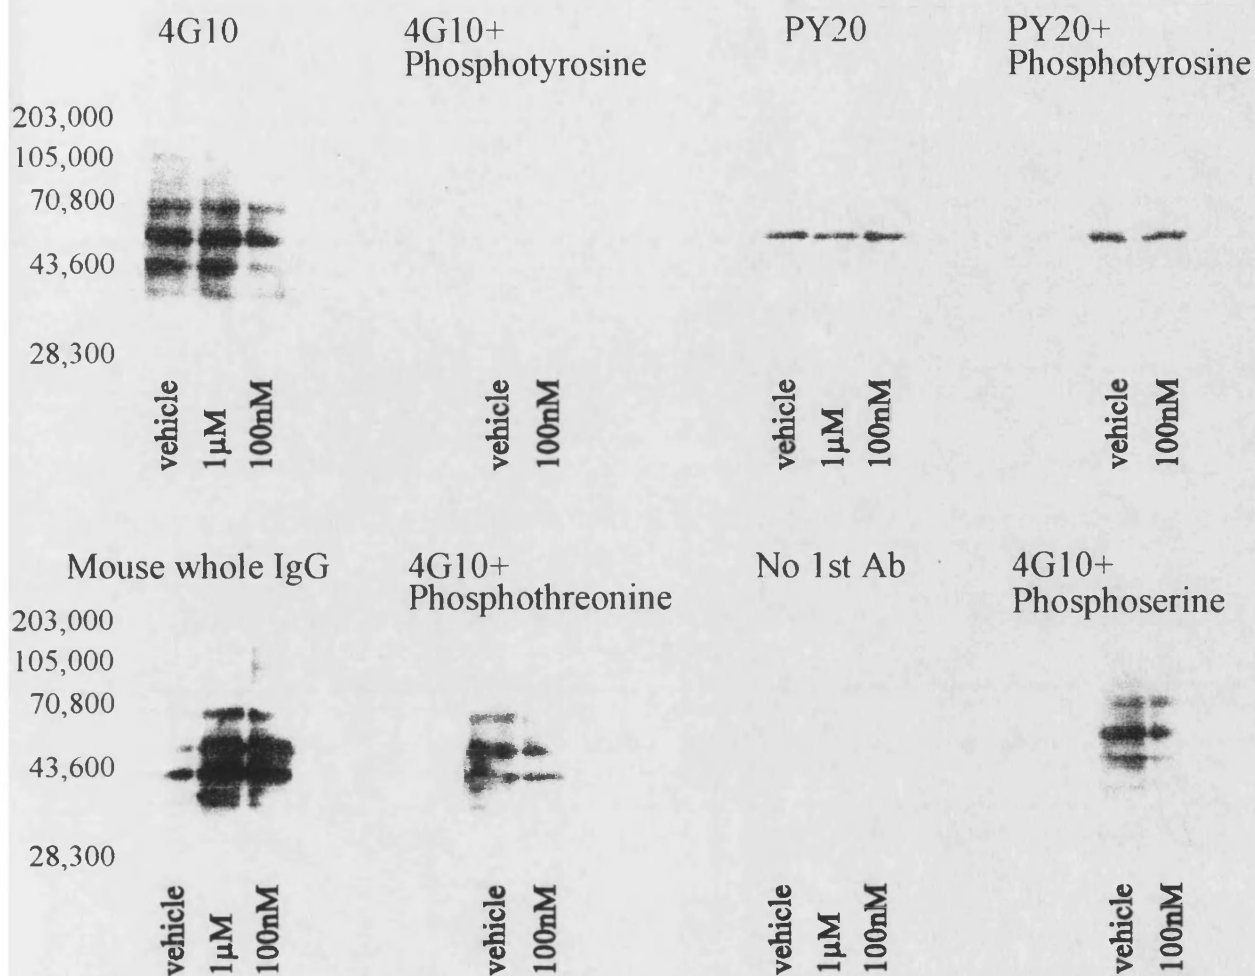 4G10
4G10+
Phosphotyrosine
PY20
PY20+
Phosphotyrosine
203,000
105,000
70,800
43,600
28,300
vehicle
1µM
100nM
vehicle
100nM
vehicle
1µM
100nM
vehicle
100nM
Mouse whole IgG
4G10+
Phosphothreonine
No 1st Ab
4G10+
Phosphoserine
203,000
105,000
70,800
43,600
28,300
vehicle
1µM
100nM
vehicle
100nM
vehicle
1µM
100nM
vehicle
100nM